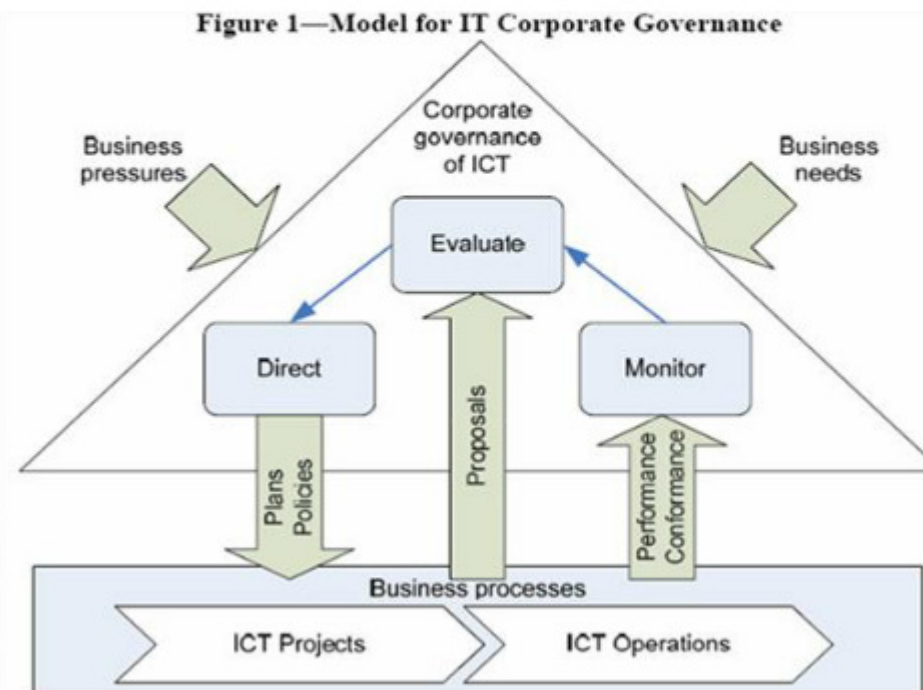 Figure 1—Model for IT Corporate Governance
Corporate
governance
of ICT
Business
pressures
Business
needs
Evaluate
Direct
Monitor
Plans
Policies
Proposals
Performance
Conformance
Business processes
ICT Projects
ICT Operations